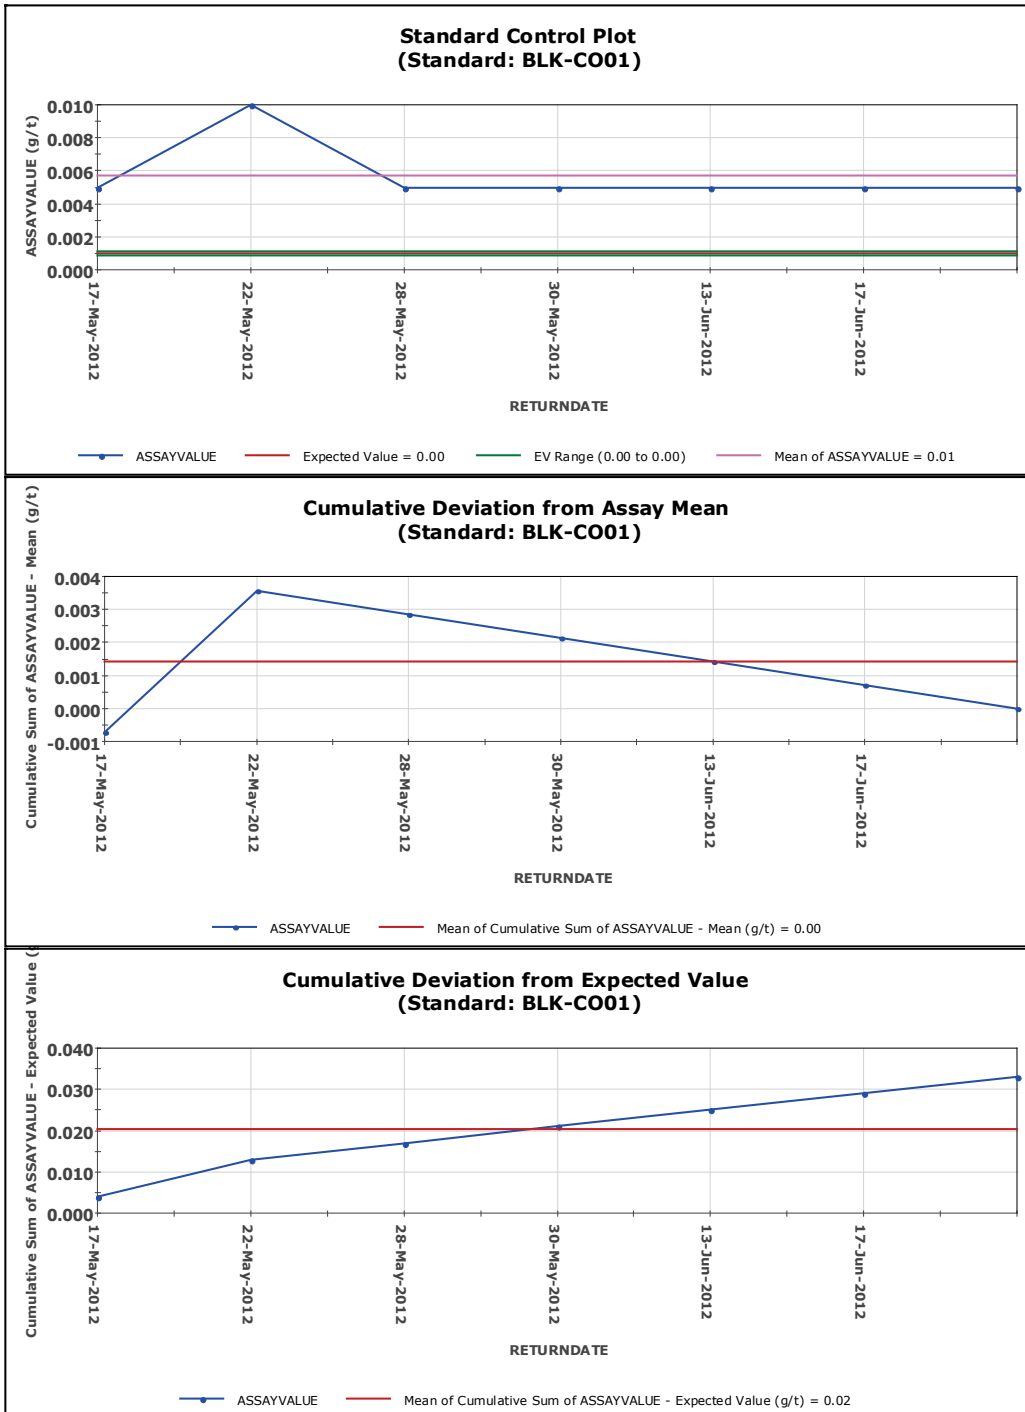 Standard Control Plot
(Standard: BLK-CO01)
ASSAYVALUE (g/t)
0.010
0.008
0.006
0.004
0.002
0.000
17-May-2012
22-May-2012
28-May-2012
30-May-2012
13-Jun-2012
17-Jun-2012
RETURNDATE
ASSAYVALUE Expected Value = 0.00 EV Range (0.00 to 0.00) Mean of ASSAYVALUE = 0.01
Cumulative Deviation from Assay Mean
(Standard: BLK-CO01)
Cumulative Sum of ASSAYVALUE - Mean (g/t)
0.004
0.003
0.002
0.001
0.000
-0.001
17-May-2012
22-May-2012
28-May-2012
30-May-2012
13-Jun-2012
17-Jun-2012
RETURNDATE
ASSAYVALUE Mean of Cumulative Sum of ASSAYVALUE - Mean (g/t) = 0.00
Cumulative Deviation from Expected Value
(Standard: BLK-CO01)
Cumulative Sum of ASSAYVALUE - Expected Value
0.040
0.030
0.020
0.010
0.000
17-May-2012
22-May-2012
28-May-2012
30-May-2012
13-Jun-2012
17-Jun-2012
RETURNDATE
ASSAYVALUE Mean of Cumulative Sum of ASSAYVALUE - Expected Value (g/t) = 0.02